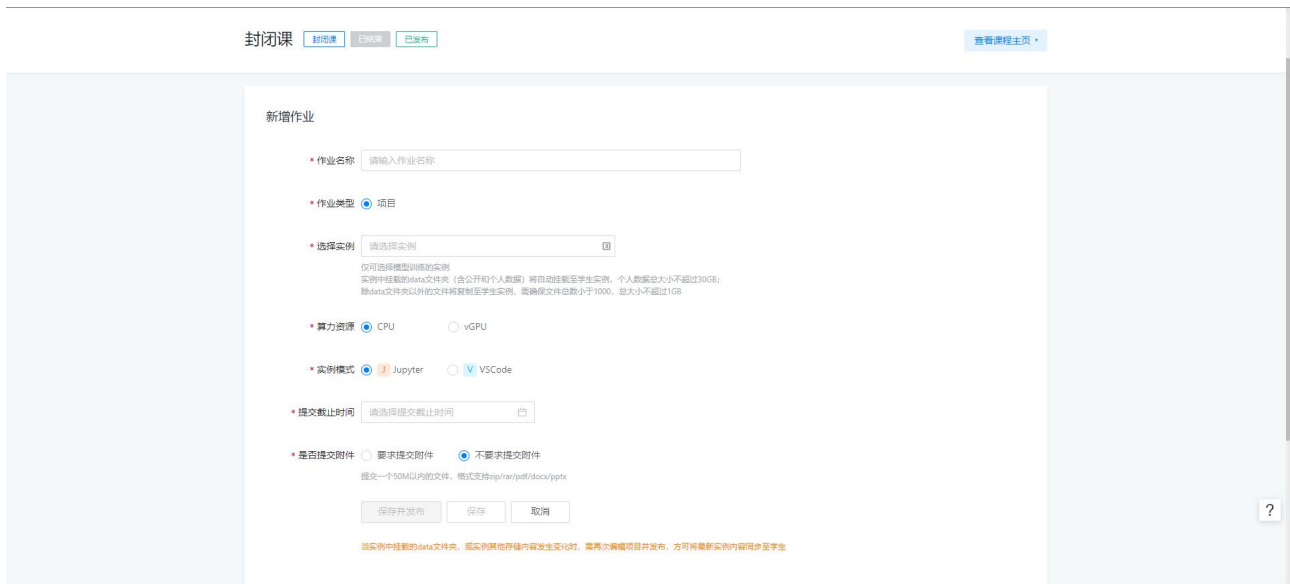 封闭课 封闭课 已结束 已发布 查看课程主页
新增作业
* 作业名称 请输入作业名称
* 作业类型 项目
* 选择实例 请选择实例
仅可选择模型训练的实例
实例中挂载的data文件夹（含公开和个人数据）将自动挂载至学生实例，个人数据总大小不超过30GB；
除data文件夹以外的文件将复制至学生实例，需确保文件总数小于1000，总大小不超过1GB
* 算力资源 CPU vGPU
* 实例模式 J Jupyter V VSCode
* 提交截止时间 请选择提交截止时间
* 是否提交附件 要求提交附件 不要求提交附件
提交一个50M以内的文件，格式支持zip/rar/pdf/docx/pptx
保存并发布 保存 取消
?
当实例中挂载的data文件夹，或实例其他存储内容发生变化时，需再次编辑项目并发布，方可将最新实例内容同步至学生